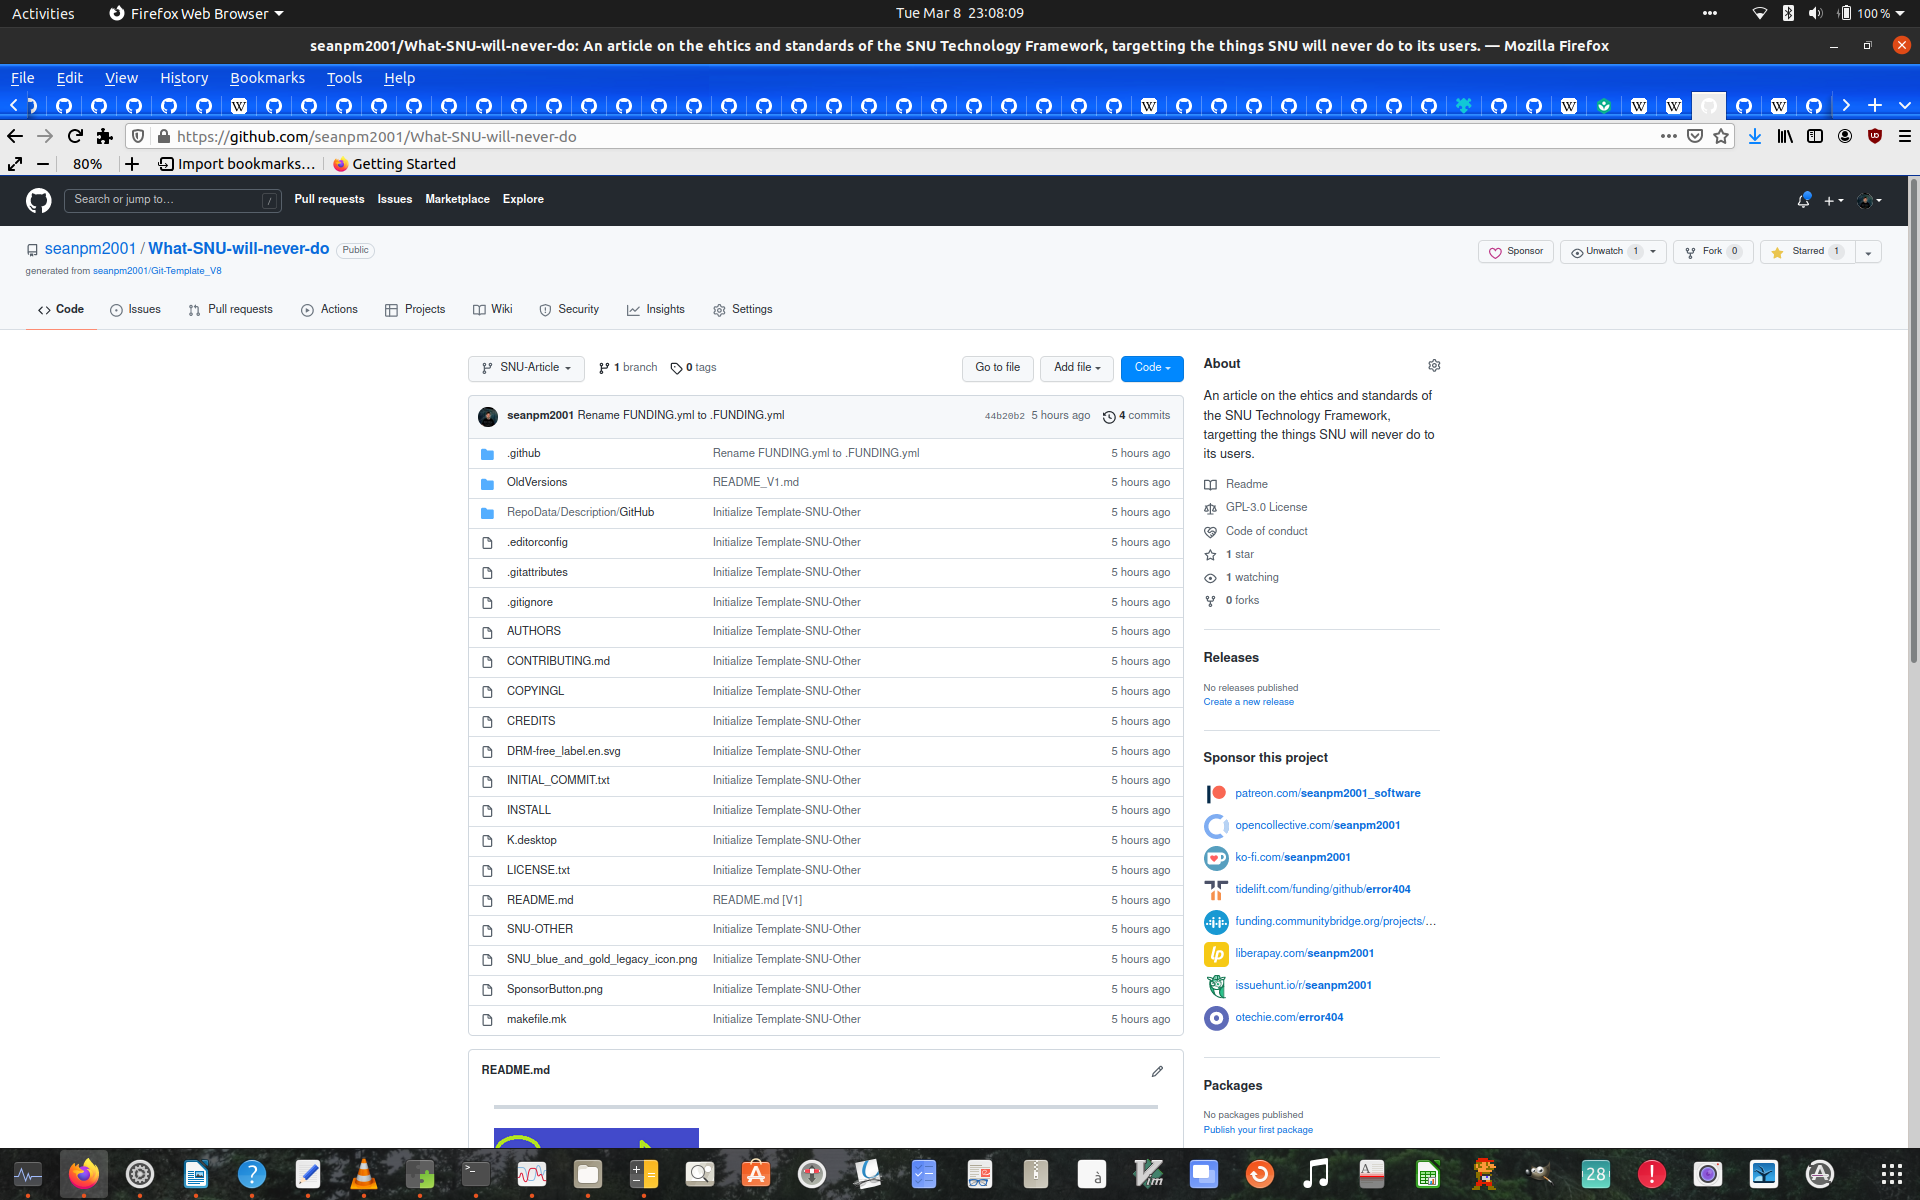 Activities Firefox Web Browser Tue Mar 8 23:08:09 100 %
seanpm2001/What-SNU-will-never-do: An article on the ehtics and standards of the SNU Technology Framework, targetting the things SNU will never do to its users. — Mozilla Firefox
File Edit View History Bookmarks Tools Help
https://github.com/seanpm2001/What-SNU-will-never-do
80% Import bookmarks… Getting Started
Search or jump to… / Pull requests Issues Marketplace Explore
seanpm2001 / What-SNU-will-never-do Public
Sponsor Unwatch 1 Fork 0 Starred 1
generated from seanpm2001/Git-Template_V8
Code Issues Pull requests Actions Projects Wiki Security Insights Settings
SNU-Article 1 branch 0 tags Go to file Add file Code
seanpm2001 Rename FUNDING.yml to .FUNDING.yml 44b20b2 5 hours ago 4 commits
.github Rename FUNDING.yml to .FUNDING.yml 5 hours ago
OldVersions README_V1.md 5 hours ago
RepoData/Description/GitHub Initialize Template-SNU-Other 5 hours ago
.editorconfig Initialize Template-SNU-Other 5 hours ago
.gitattributes Initialize Template-SNU-Other 5 hours ago
.gitignore Initialize Template-SNU-Other 5 hours ago
AUTHORS Initialize Template-SNU-Other 5 hours ago
CONTRIBUTING.md Initialize Template-SNU-Other 5 hours ago
COPYINGL Initialize Template-SNU-Other 5 hours ago
CREDITS Initialize Template-SNU-Other 5 hours ago
DRM-free_label.en.svg Initialize Template-SNU-Other 5 hours ago
INITIAL_COMMIT.txt Initialize Template-SNU-Other 5 hours ago
INSTALL Initialize Template-SNU-Other 5 hours ago
K.desktop Initialize Template-SNU-Other 5 hours ago
LICENSE.txt Initialize Template-SNU-Other 5 hours ago
README.md README.md [V1] 5 hours ago
SNU-OTHER Initialize Template-SNU-Other 5 hours ago
SNU_blue_and_gold_legacy_icon.png Initialize Template-SNU-Other 5 hours ago
SponsorButton.png Initialize Template-SNU-Other 5 hours ago
makefile.mk Initialize Template-SNU-Other 5 hours ago
README.md
About
An article on the ehtics and standards of
the SNU Technology Framework,
targetting the things SNU will never do to
its users.
Readme
GPL-3.0 License
Code of conduct
1 star
1 watching
0 forks
Releases
No releases published
Create a new release
Sponsor this project
patreon.com/seanpm2001_software
opencollective.com/seanpm2001
ko-fi.com/seanpm2001
tidelift.com/funding/github/error404
funding.communitybridge.org/projects/…
liberapay.com/seanpm2001
issuehunt.io/r/seanpm2001
otechie.com/error404
Packages
No packages published
Publish your first package
28